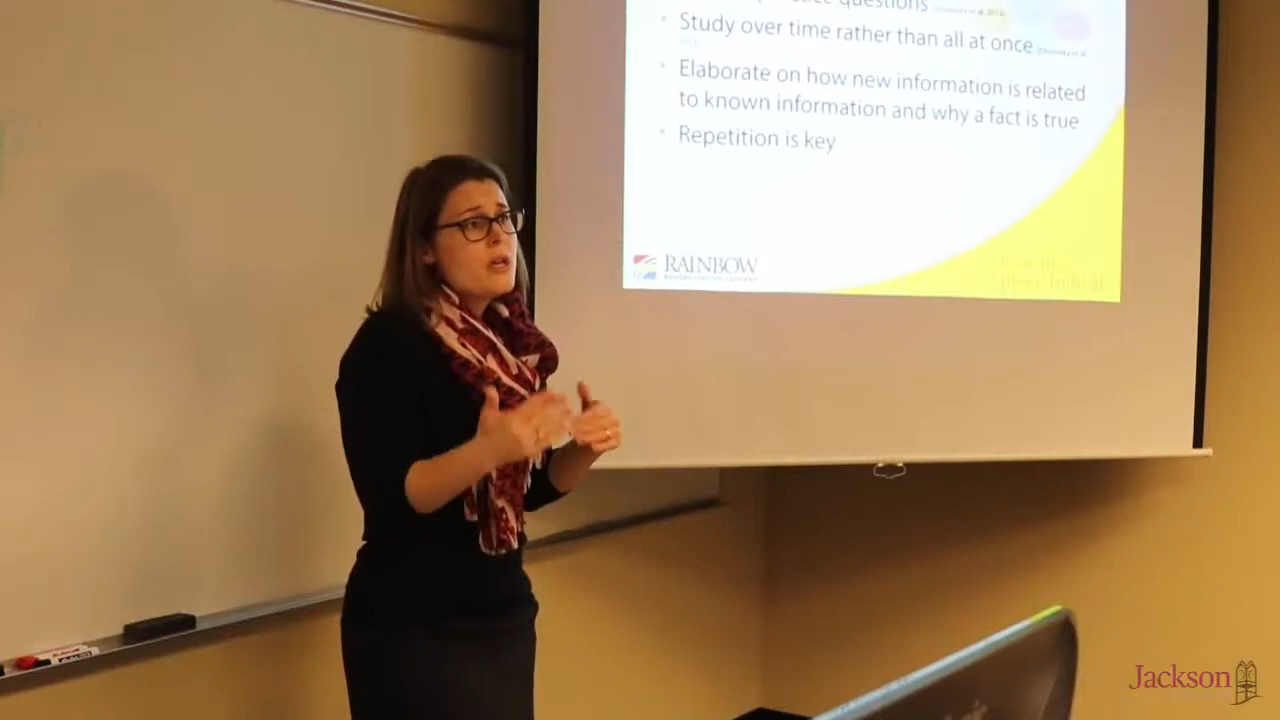 questions
Study over time rather than all at once
Elaborate on how new information is related
to known information and why a fact is true
Repetition is key
RAINBOW
Jackson